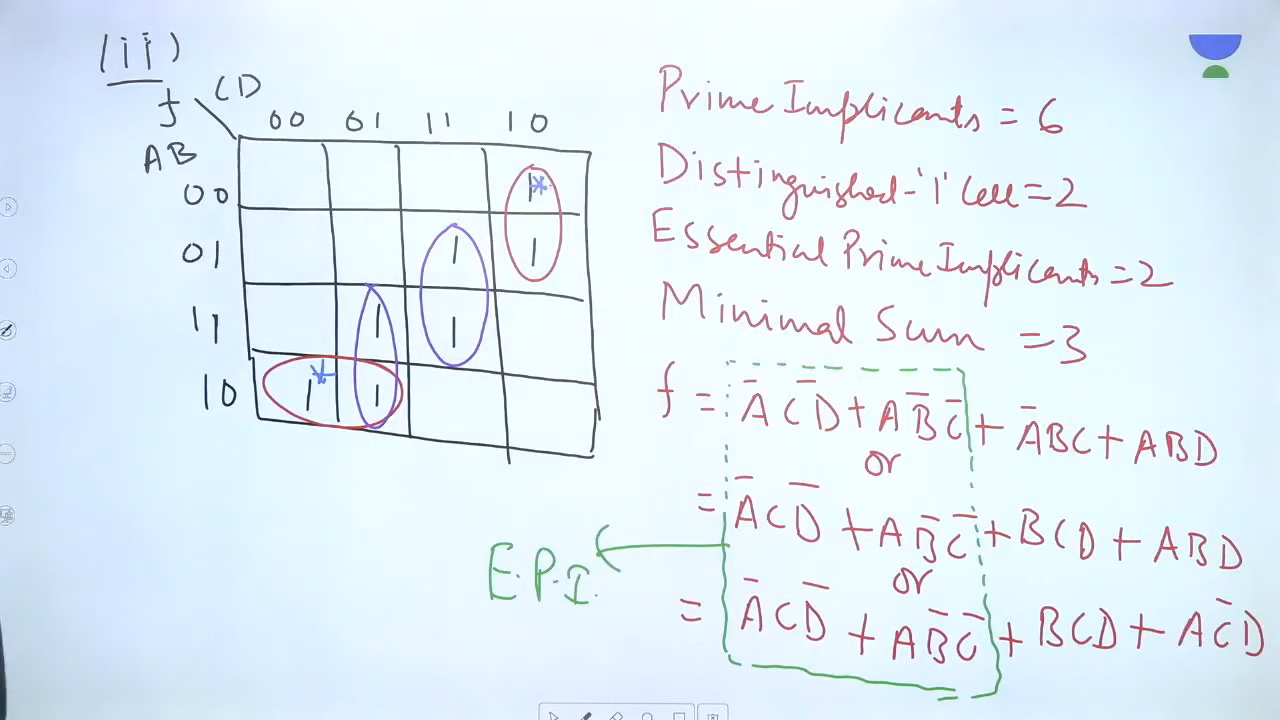 (ii)
f CD
00 01 11 10
AB
00 1*
01 1 1
11 1 1
10 1* 1
Prime Implicants = 6
Distinguished-'1' Cell = 2
Essential Prime Implicants = 2
Minimal Sum = 3
f = A̅CD̅ + AB̅C̅ + A̅BC + ABD
or
= A̅CD̅ + AB̅C̅ + BCD + ABD
or
= A̅CD̅ + AB̅C̅ + BCD + AC̅D
E.P.I.